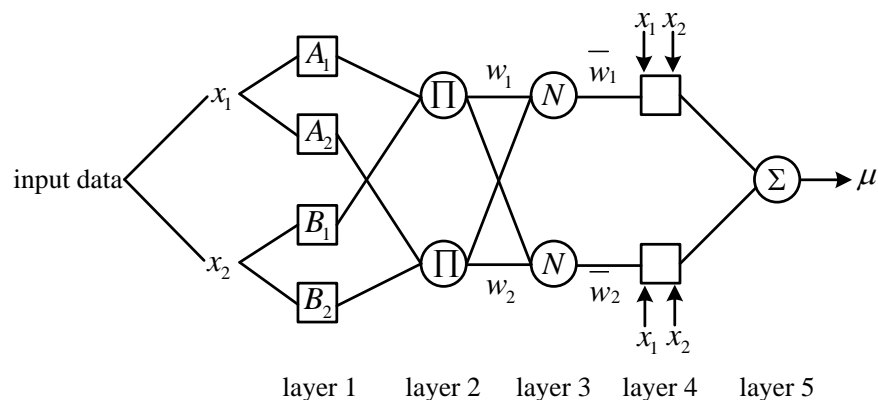 x₁ x₂
A₁
w₁
w̅₁
∏
N
x₁
A₂
input data
Σ
μ
B₁
x₂
∏
N
B₂
w₂
w̅₂
x₁ x₂
layer 1 layer 2 layer 3 layer 4 layer 5